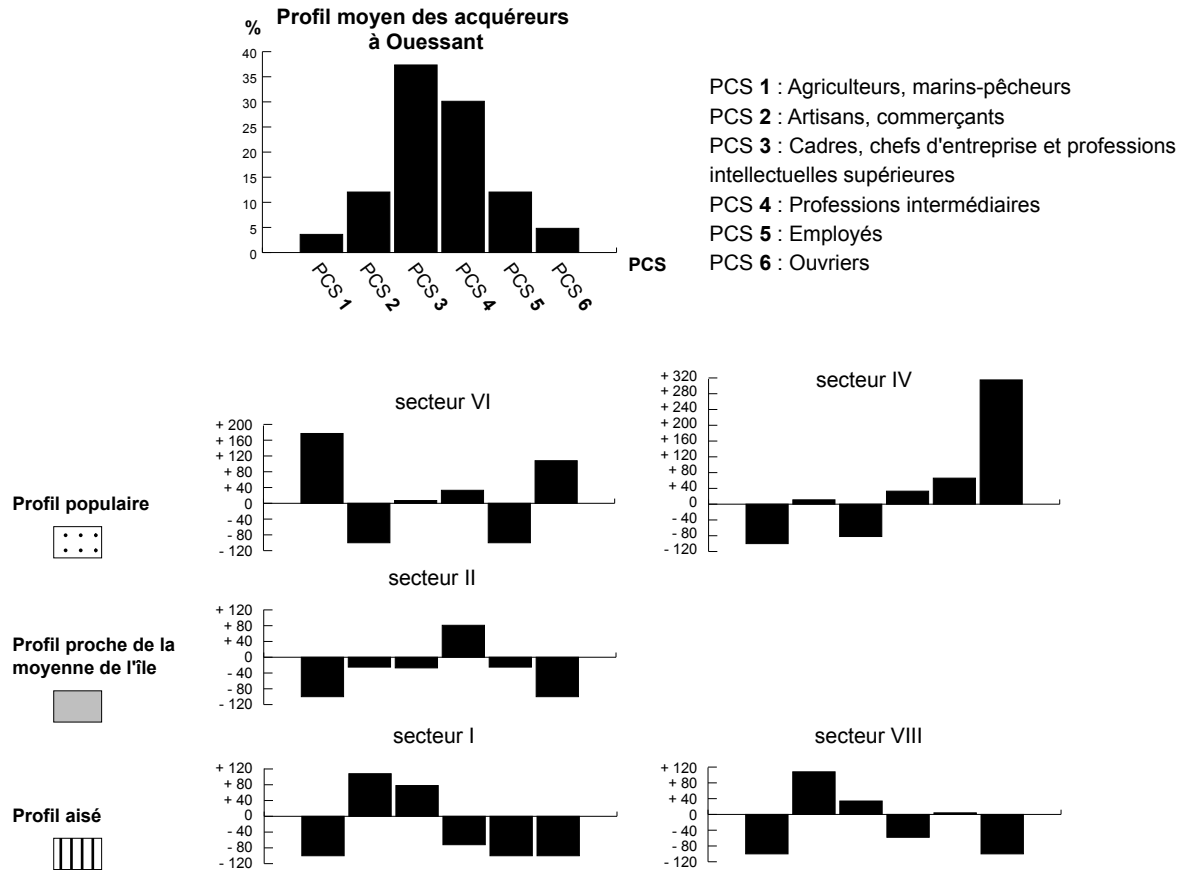 Profil moyen des acquéreurs
à Ouessant
%
40
35
30
25
20
15
10
5
0
PCS 1
PCS 2
PCS 3
PCS 4
PCS 5
PCS 6
PCS
PCS 1 : Agriculteurs, marins-pêcheurs
PCS 2 : Artisans, commerçants
PCS 3 : Cadres, chefs d'entreprise et professions
intellectuelles supérieures
PCS 4 : Professions intermédiaires
PCS 5 : Employés
PCS 6 : Ouvriers
Profil populaire
secteur VI
+ 200
+ 160
+ 120
+ 80
+ 40
0
- 40
- 80
- 120
secteur IV
+ 320
+ 280
+ 240
+ 200
+ 160
+ 120
+ 80
+ 40
0
- 40
- 80
- 120
Profil proche de la
moyenne de l'île
secteur II
+ 120
+ 80
+ 40
0
- 40
- 80
- 120
Profil aisé
secteur I
+ 120
+ 80
+ 40
0
- 40
- 80
- 120
secteur VIII
+ 120
+ 80
+ 40
0
- 40
- 80
- 120